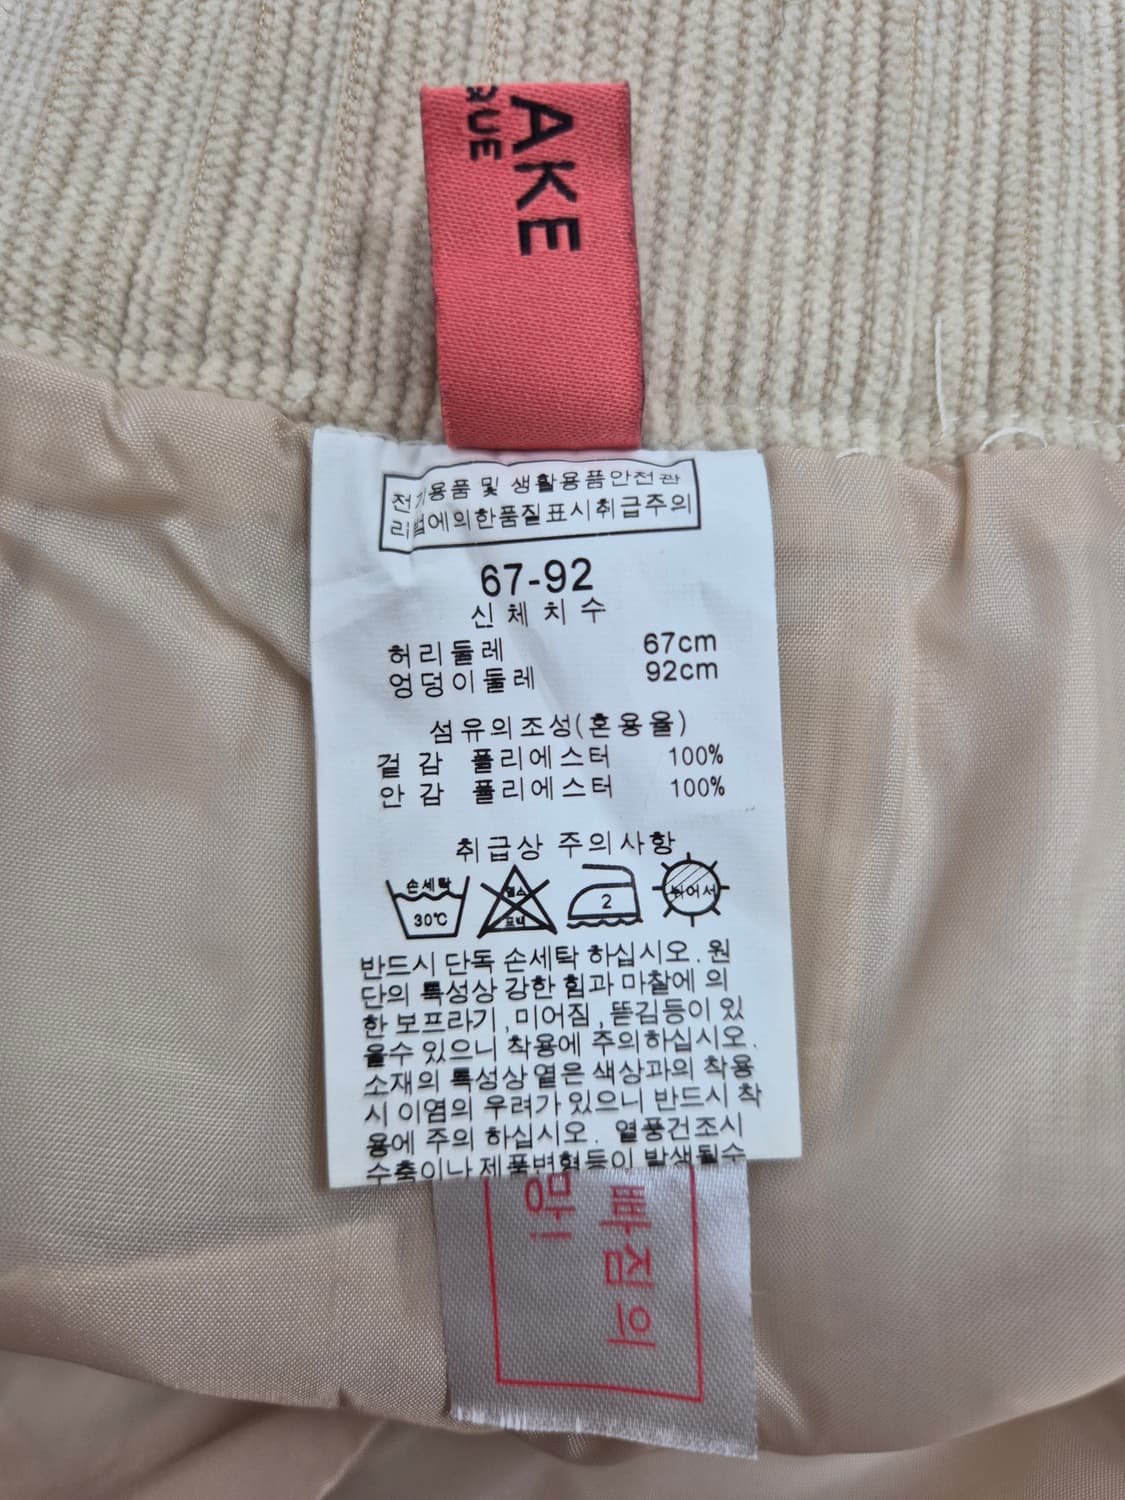 AKE
QUE
전기용품 및 생활용품안전관
리법에의한품질표시취급주의
67-92
신체치수
허리둘레 67cm
엉덩이둘레 92cm
섬유의조성(혼용율)
겉감 폴리에스터 100%
안감 폴리에스터 100%
취급상 주의사항
손세탁
30℃
2
뉘어서
반드시 단독 손세탁 하십시오. 원
단의 특성상 강한 힘과 마찰에 의
한 보프라기, 미어짐, 뜯김등이 있
을수 있으니 착용에 주의하십시오.
소재의 특성상 옅은 색상과의 착용
시 이염의 우려가 있으니 반드시 착
용에 주의 하십시오. 열풍건조시
수축이나 제품변형등이 발생될수
빠짐의
망!